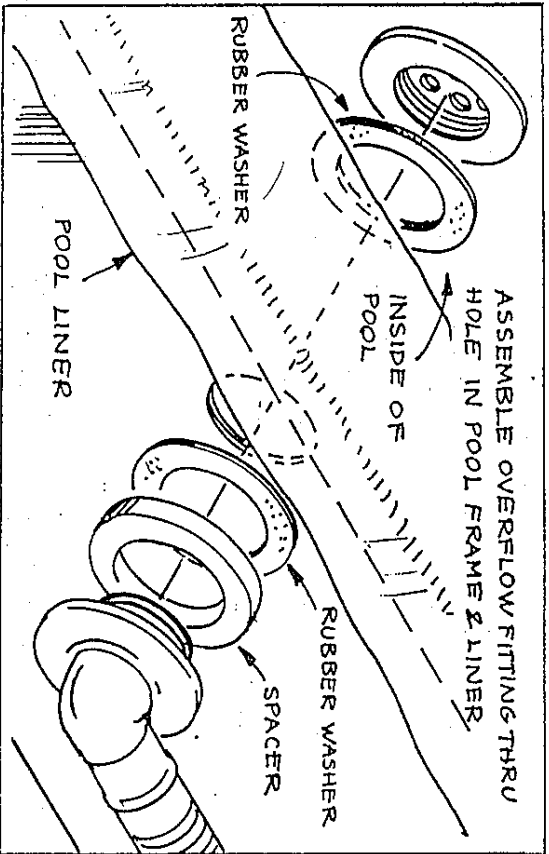 ASSEMBLE OVERFLOW FITTING THRU
HOLE IN POOL FRAME & LINER
INSIDE OF
POOL
RUBBER WASHER
POOL LINER
RUBBER WASHER
SPACER